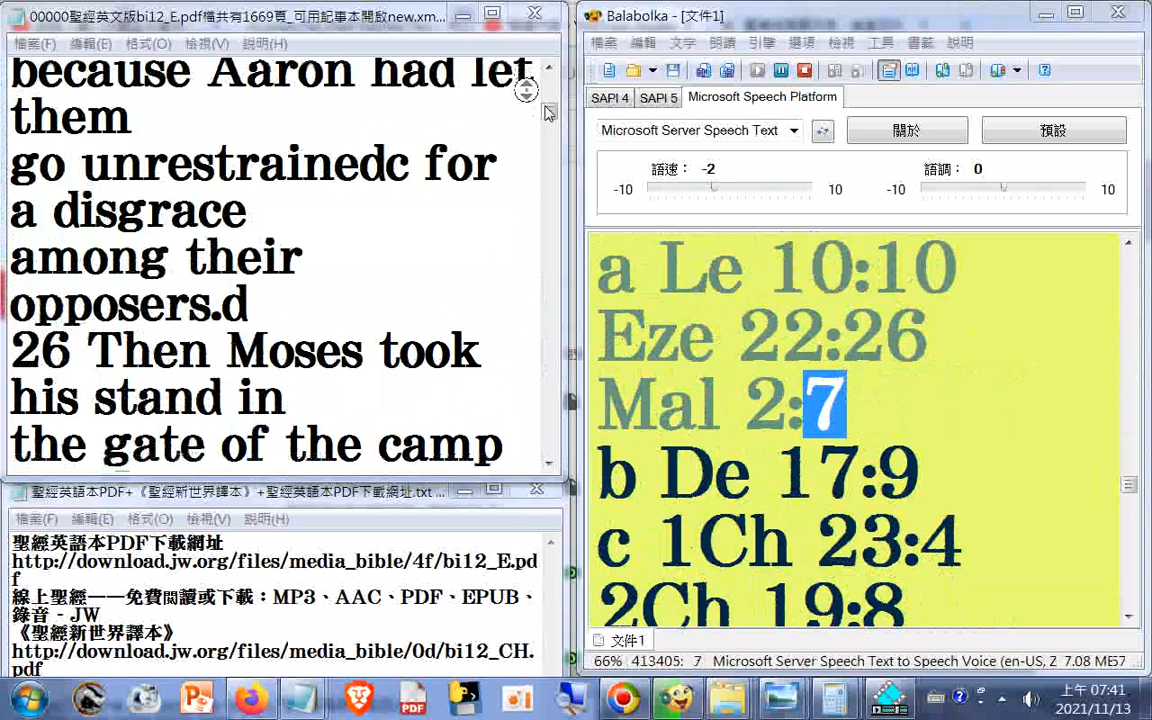 00000聖經英文版bi12_E.pdf檔共有1669頁_可用記事本開啟new.xm...
檔案(F) 編輯(E) 格式(O) 檢視(V) 說明(H)
because Aaron had let
them
go unrestrainedc for
a disgrace
among their
opposers.d
26 Then Moses took
his stand in
the gate of the camp
聖經英語本PDF+《聖經新世界譯本》+聖經英語本PDF下載網址.txt ...
檔案(F) 編輯(E) 格式(O) 檢視(V) 說明(H)
聖經英語本PDF下載網址
http://download.jw.org/files/media_bible/4f/bi12_E.pd
f
線上聖經——免費閱讀或下載：MP3、AAC、PDF、EPUB、
錄音 - JW
《聖經新世界譯本》
http://download.jw.org/files/media_bible/0d/bi12_CH.
pdf
Balabolka - [文件1]
檔案 編輯 文字 朗讀 引擎 選項 檢視 工具 書籤 說明
SAPI 4 SAPI 5 Microsoft Speech Platform
Microsoft Server Speech Text 關於 預設
語速： -2 語調： 0
-10 10 -10 10
a Le 10:10
Eze 22:26
Mal 2:7
b De 17:9
c 1Ch 23:4
2Ch 19:8
文件1
66% 413405: 7 Microsoft Server Speech Text to Speech Voice (en-US, Z 7.08 ME57
上午 07:41
2021/11/13